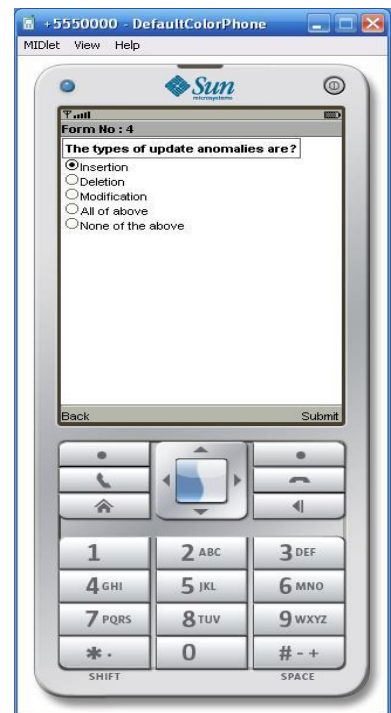 +5550000 - DefaultColorPhone
MIDlet View Help
Sun
microsystems
Form No : 4
The types of update anomalies are?
Insertion
Deletion
Modification
All of above
None of the above
Back Submit
1 2 ABC 3 DEF
4 GHI 5 JKL 6 MNO
7 PQRS 8 TUV 9 WXYZ
* . 0 # - +
SHIFT SPACE